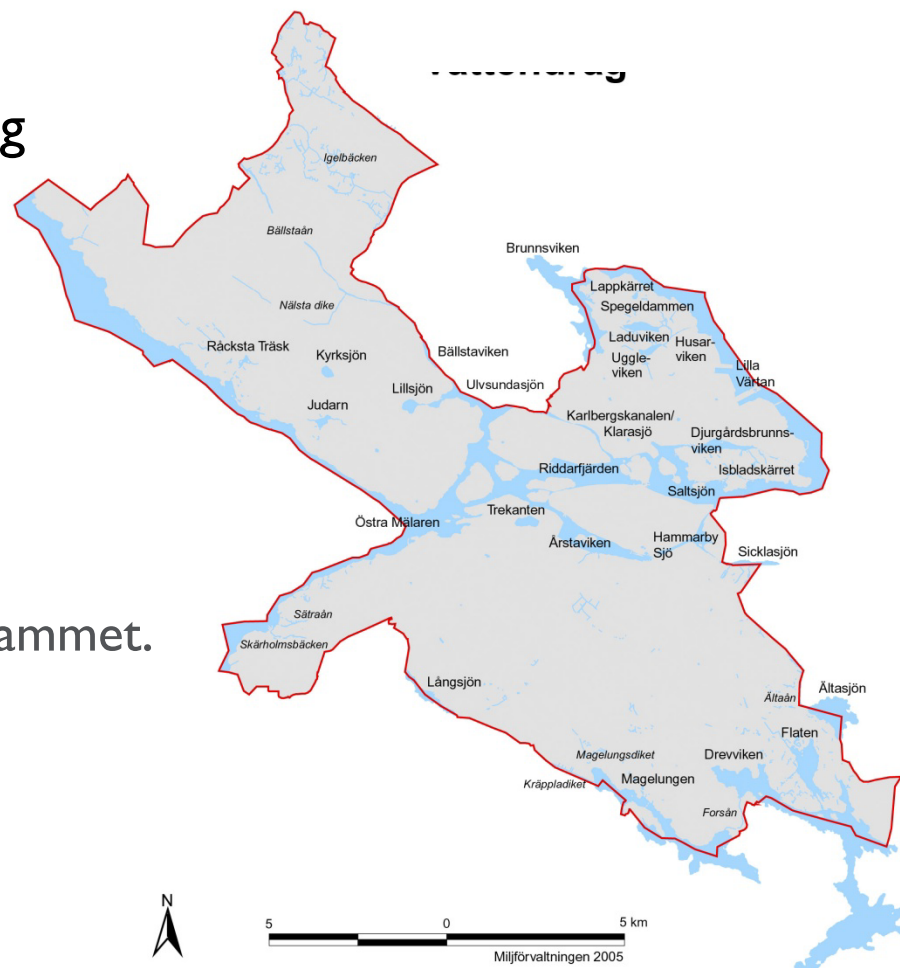 g
Igelbäcken
Bällstaån
Brunnsviken
Lappkärret
Spegeldammen
Nälsta dike
Laduviken
Husar-
viken
Råcksta Träsk
Kyrksjön
Bällstaviken
Uggle-
viken
Lilla
Värtan
Lillsjön
Ulvsundasjön
Judarn
Karlbergskanalen/
Klarasjö
Djurgårdsbrunns-
viken
Riddarfjärden
Isbladskärret
Saltsjön
Trekanten
Östra Mälaren
Årstaviken
Hammarby
Sjö
Sicklasjön
Sätraån
ammet.
Skärholmsbäcken
Långsjön
Ältaån
Ältasjön
Flaten
Magelungsdiket
Drevviken
Kräppladiket
Magelungen
Forsån
N
5 0 5 km
Miljförvaltningen 2005